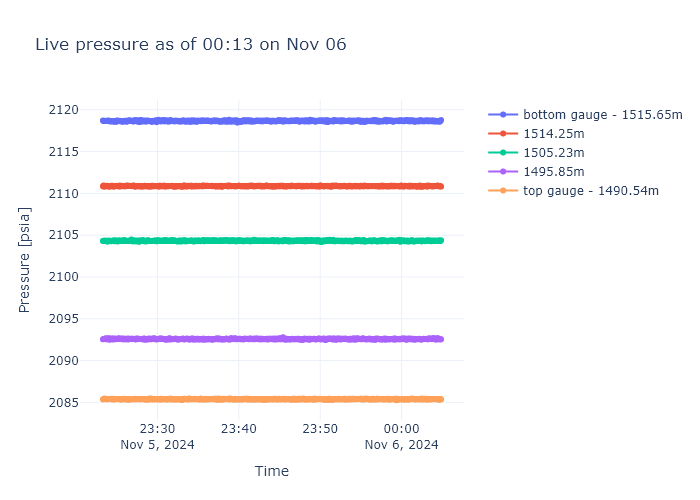 Live pressure as of 00:13 on Nov 06
2120
2115
2110
2105
2100
2095
2090
2085
Pressure [psia]
23:30
Nov 5, 2024
23:40
23:50
00:00
Nov 6, 2024
Time
bottom gauge - 1515.65m
1514.25m
1505.23m
1495.85m
top gauge - 1490.54m